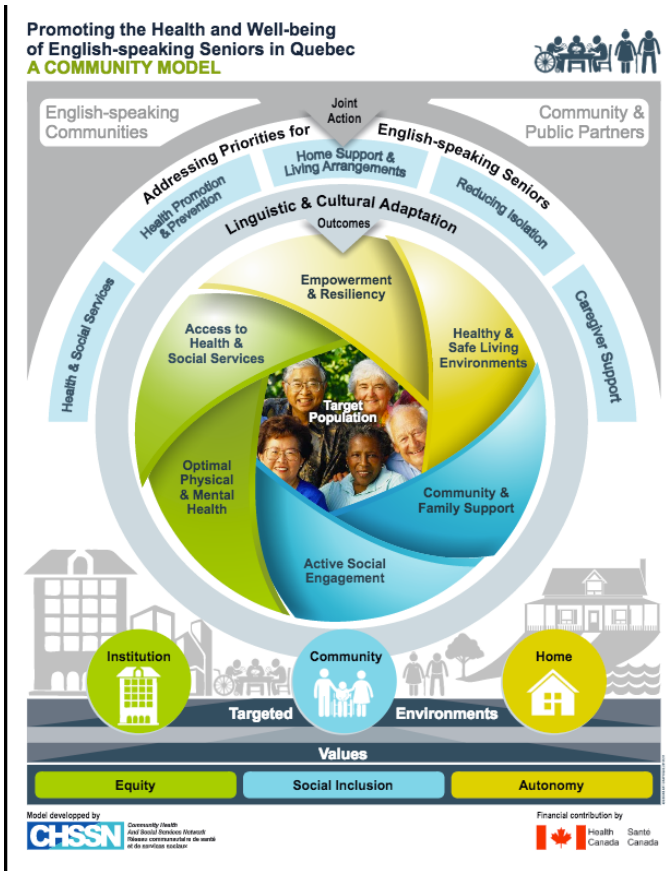 Promoting the Health and Well-being
of English-speaking Seniors in Quebec
A COMMUNITY MODEL
English-speaking
Communities
Joint
Action
Community &
Public Partners
Addressing Priorities for English-speaking Seniors
Health & Social Services
Health Promotion
& Prevention
Home Support &
Living Arrangements
Reducing Isolation
Caregiver Support
Linguistic & Cultural Adaptation
Outcomes
Empowerment
& Resiliency
Access to
Health &
Social Services
Healthy &
Safe Living
Environments
Target
Population
Optimal
Physical
& Mental
Health
Community &
Family Support
Active Social
Engagement
Institution
Community
Home
Targeted Environments
Values
Equity
Social Inclusion
Autonomy
Model developped by
CHSSN
Community Health
And Social Services Network
Réseau communautaire de santé
et de services sociaux
Financial contribution by
Health Santé
Canada Canada